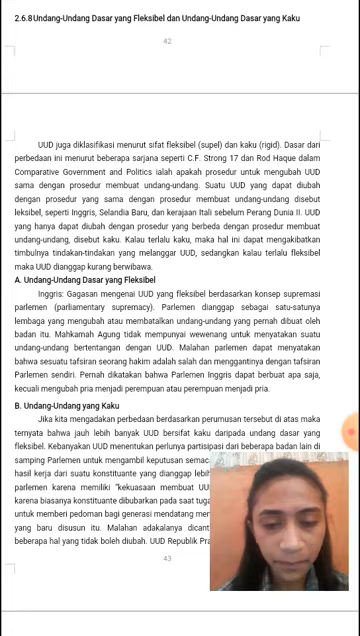 2.6.8Undang-Undang Dasar yang Fleksibel dan Undang-Undang Dasar yang Kaku
42
UUD juga diklasifikasi menurut sifat fleksibel (supel) dan kaku (rigid). Dasar dari
perbedaan ini menurut beberapa sarjana seperti C.F. Strong 17 dan Rod Haque dalam
Comparative Government and Politics ialah apakah prosedur untuk mengubah UUD
sama dengan prosedur membuat undang-undang. Suatu UUD yang dapat diubah
dengan prosedur yang sama dengan prosedur membuat undang-undang disebut
leksibel, seperti Inggris, Selandia Baru, dan kerajaan Itali sebelum Perang Dunia II. UUD
yang hanya dapat diubah dengan prosedur yang berbeda dengan prosedur membuat
undang-undang, disebut kaku. Kalau terlalu kaku, maka hal ini dapat mengakibatkan
timbulnya tindakan-tindakan yang melanggar UUD, sedangkan kalau terlalu fleksibel
maka UUD dianggap kurang berwibawa.
A. Undang-Undang Dasar yang Fleksibel
Inggris: Gagasan mengenai UUD yang fleksibel berdasarkan konsep supremasi
parlemen (parliamentary supremacy). Parlemen dianggap sebagai satu-satunya
lembaga yang mengubah atau membatalkan undang-undang yang pernah dibuat oleh
badan itu. Mahkamah Agung tidak mempunyai wewenang untuk menyatakan suatu
undang-undang bertentangan dengan UUD. Malahan parlemen dapat menyatakan
bahwa sesuatu tafsiran seorang hakim adalah salah dan menggantinya dengan tafsiran
Parlemen sendiri. Pernah dikatakan bahwa Parlemen Inggris dapat berbuat apa saja,
kecuali mengubah pria menjadi perempuan atau perempuan menjadi pria.
B. Undang-Undang yang Kaku
Jika kita mengadakan perbedaan berdasarkan perumusan tersebut di atas maka
ternyata bahwa jauh lebih banyak UUD bersifat kaku daripada undang dasar yang
fleksibel. Kebanyakan UUD menentukan perlunya partisipasi dari beberapa badan lain di
samping Parlemen untuk mengambil keputusan semac
hasil kerja dari suatu konstituante yang dianggap lebih
parlemen karena memiliki "kekuasaan membuat UU
karena biasanya konstituante dibubarkan pada saat tuga
untuk memberi pedoman bagi generasi mendatang mer
yang baru disusun itu. Malahan adakalanya dicant
beberapa hal yang tidak boleh diubah. UUD Republik Pra
43